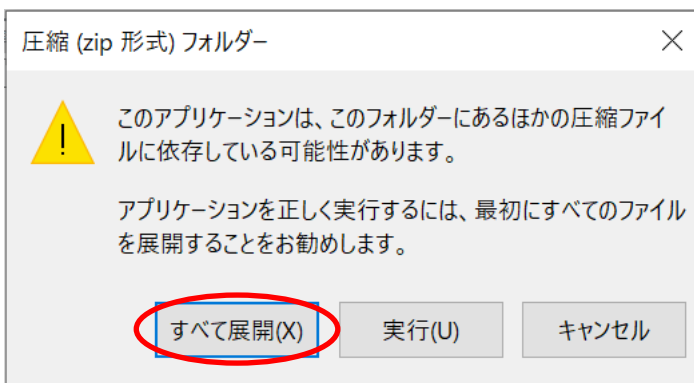 圧縮 (zip 形式) フォルダー
このアプリケーションは、このフォルダーにあるほかの圧縮ファイ
ルに依存している可能性があります。
アプリケーションを正しく実行するには、最初にすべてのファイル
を展開することをお勧めします。
すべて展開(X) 実行(U) キャンセル